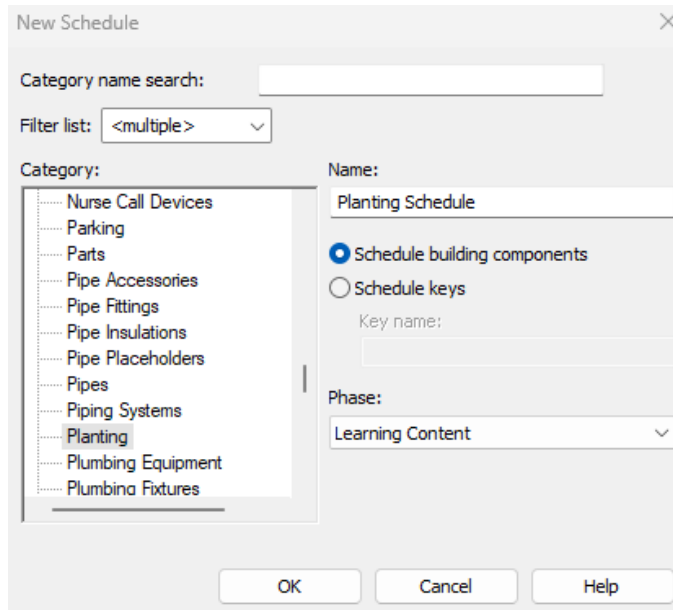 New Schedule
Category name search:
Filter list: <multiple>
Category:
Nurse Call Devices
Parking
Parts
Pipe Accessories
Pipe Fittings
Pipe Insulations
Pipe Placeholders
Pipes
Piping Systems
Planting
Plumbing Equipment
Plumbing Fixtures
Name:
Planting Schedule
Schedule building components
Schedule keys
Key name:
Phase:
Learning Content
OK Cancel Help